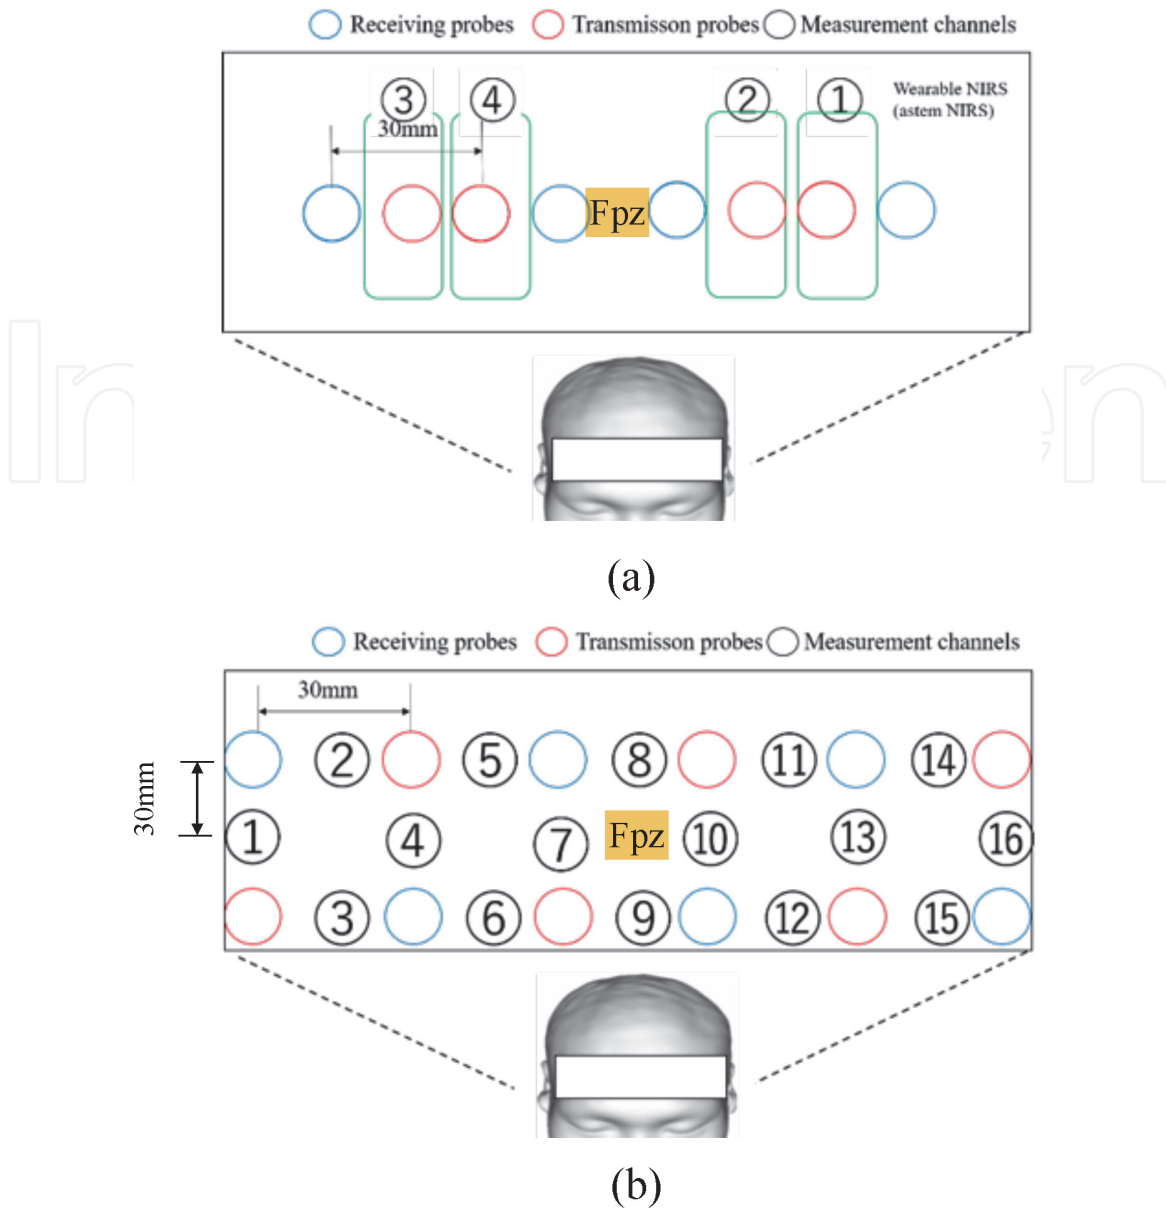 (a)
Receiving probes Transmisson probes Measurement channels
③ ④ ② ① Wearable NIRS
(astem NIRS)
30mm
Fpz
In en
(a)
Receiving probes Transmisson probes Measurement channels
30mm
② ⑤ ⑧ ⑪ ⑭
30mm
① ④ ⑦ Fpz ⑩ ⑬ ⑯
③ ⑥ ⑨ ⑫ ⑮
(b)